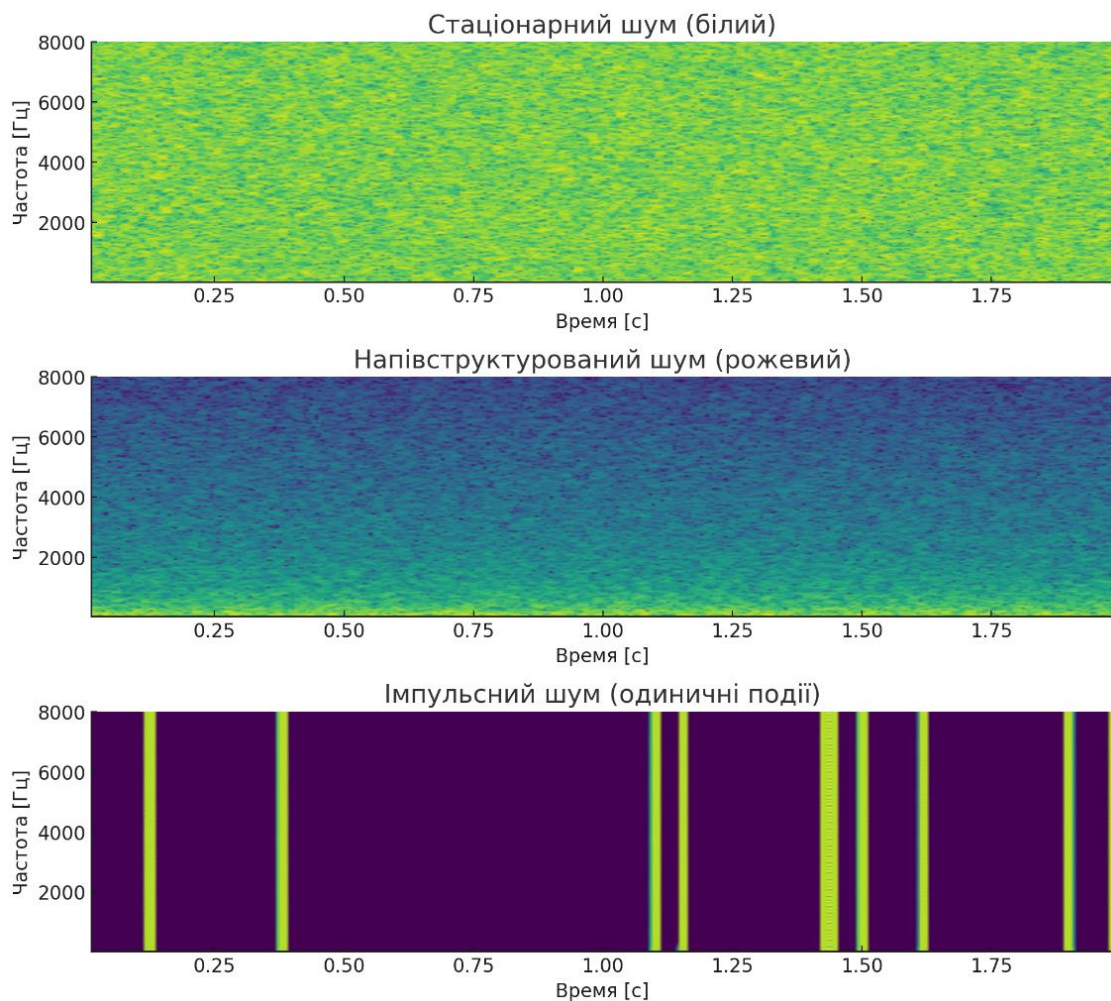 Стаціонарний шум (білий)
8000
6000
4000
2000
Частота [Гц]
0.25 0.50 0.75 1.00 1.25 1.50 1.75
Время [с]
Напівструктурований шум (рожевий)
8000
6000
4000
2000
Частота [Гц]
0.25 0.50 0.75 1.00 1.25 1.50 1.75
Время [с]
Імпульсний шум (одиничні події)
8000
6000
4000
2000
Частота [Гц]
0.25 0.50 0.75 1.00 1.25 1.50 1.75
Время [с]